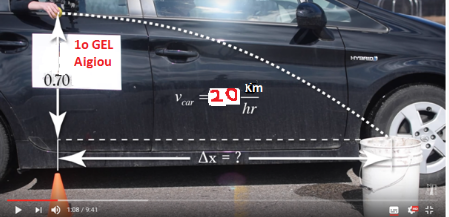 1o GEL
Aigiou
HYBRID
0.70
v_car = 20 Km/hr
Δx = ?
1:08 / 9:41